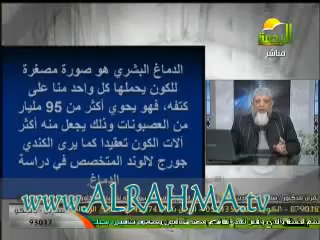 الرحمة
مباشر
الدماغ البشري هو صورة مصغرة
للكون يحملها كل واحد منا على
كتفه، فهو يحوي أكثر من 95 مليار
من العصبونات وذلك يجعل منه أكثر
آلات الكون تعقيدا كما يرى الكندي
جورج لالوند المتخصص في دراسة
الدماغ
www.ALRAHMA.tv
93017